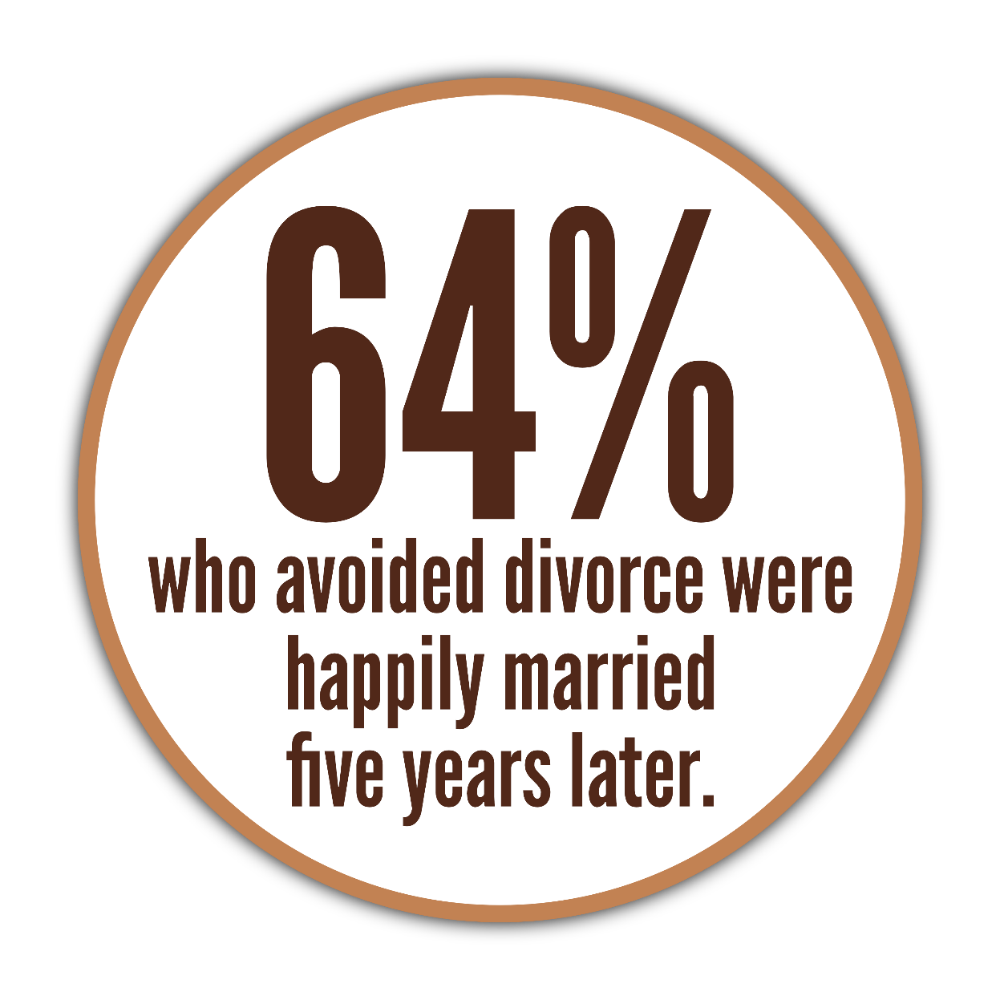 64%
who avoided divorce were
happily married
five years later.